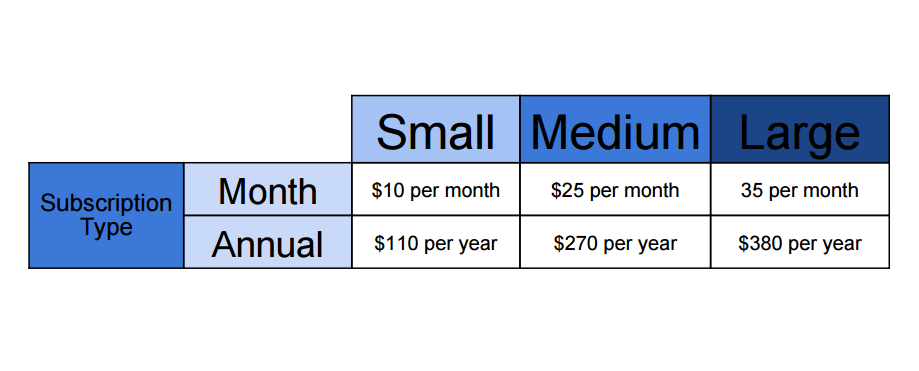 Small Medium Large
Subscription
Type
Month $10 per month $25 per month 35 per month
Annual $110 per year $270 per year $380 per year